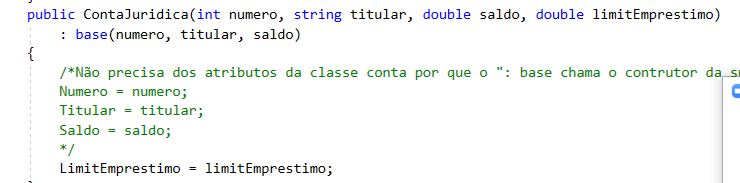 public ContaJuridica(int numero, string titular, double saldo, double limitEmprestimo)
: base(numero, titular, saldo)
{
/*Não precisa dos atributos da classe conta por que o ": base chama o contrutor da
Numero = numero;
Titular = titular;
Saldo = saldo;
*/
LimitEmprestimo = limitEmprestimo;